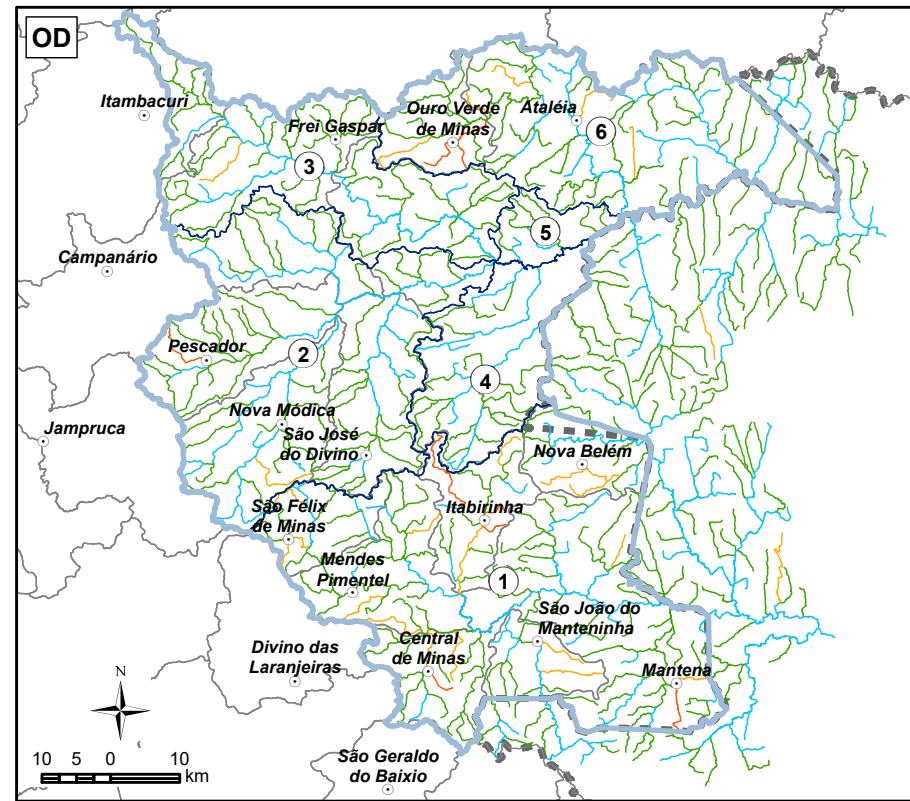 OD
Itambacuri
Frei Gaspar
Ouro Verde
de Minas
Ataléia
6
3
5
Campanário
Pescador
2
4
Nova Módica
Jampruca
São José
do Divino
Nova Belém
São Félix
de Minas
Itabirinha
Mendes
Pimentel
1
São João do
Manteninha
Divino das
Laranjeiras
Central
de Minas
Mantena
N
São Geraldo
do Baixio
10 5 0 10
km